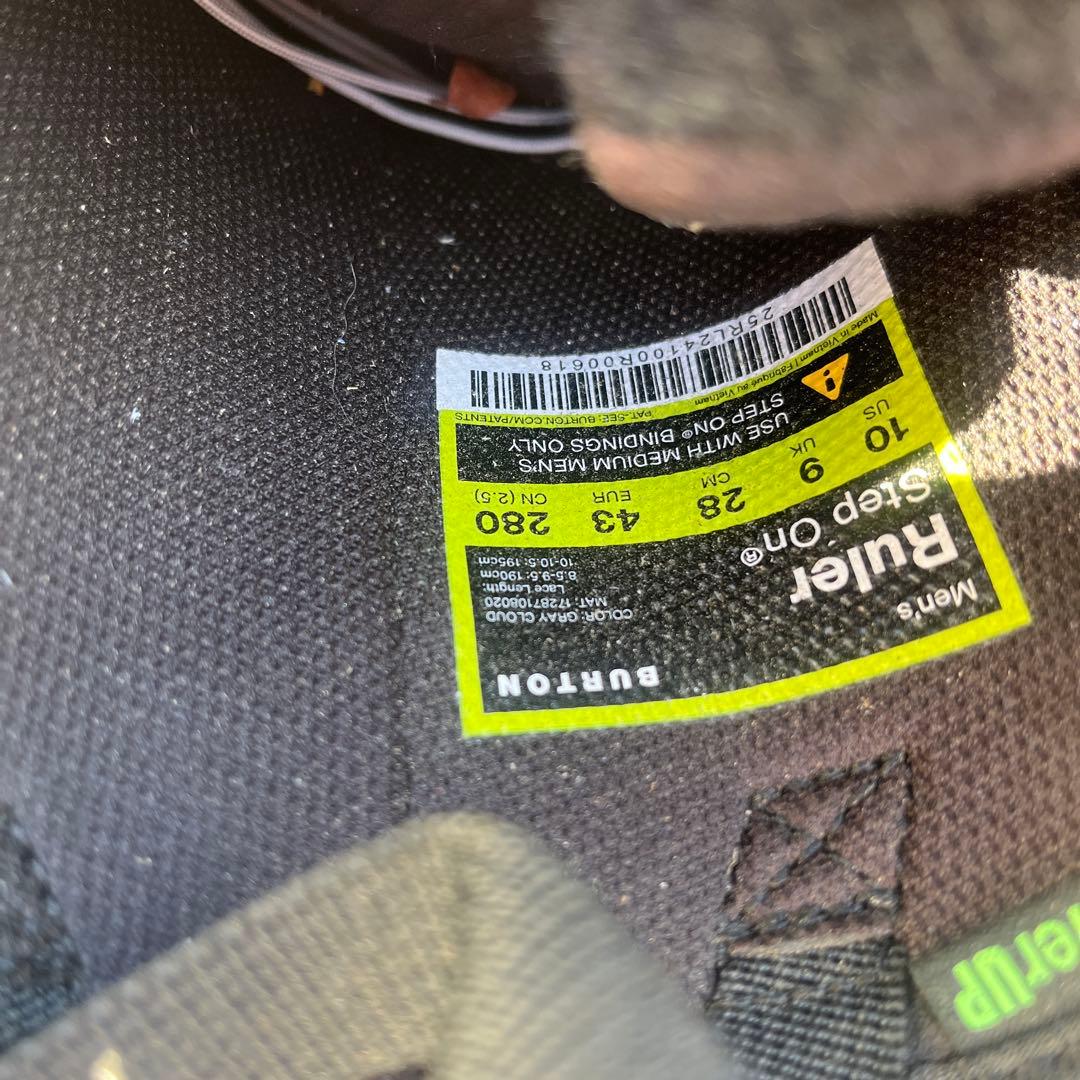 BURTON
Men's
Ruler
Step On®
COLOR: GRAY CLOUD
MAT: 17287108020
Lace Length:
8.5-9.5: 190cm
10-10.5: 195cm
10 9 28 43 280
US UK CM EUR CN (2.5)
USE WITH MEDIUM MEN'S
STEP ON® BINDINGS ONLY
Made in Vietnam | Fabriqué au Vietnam
PAT.-SEE: BURTON.COM/PATENTS
25RL24100R00618